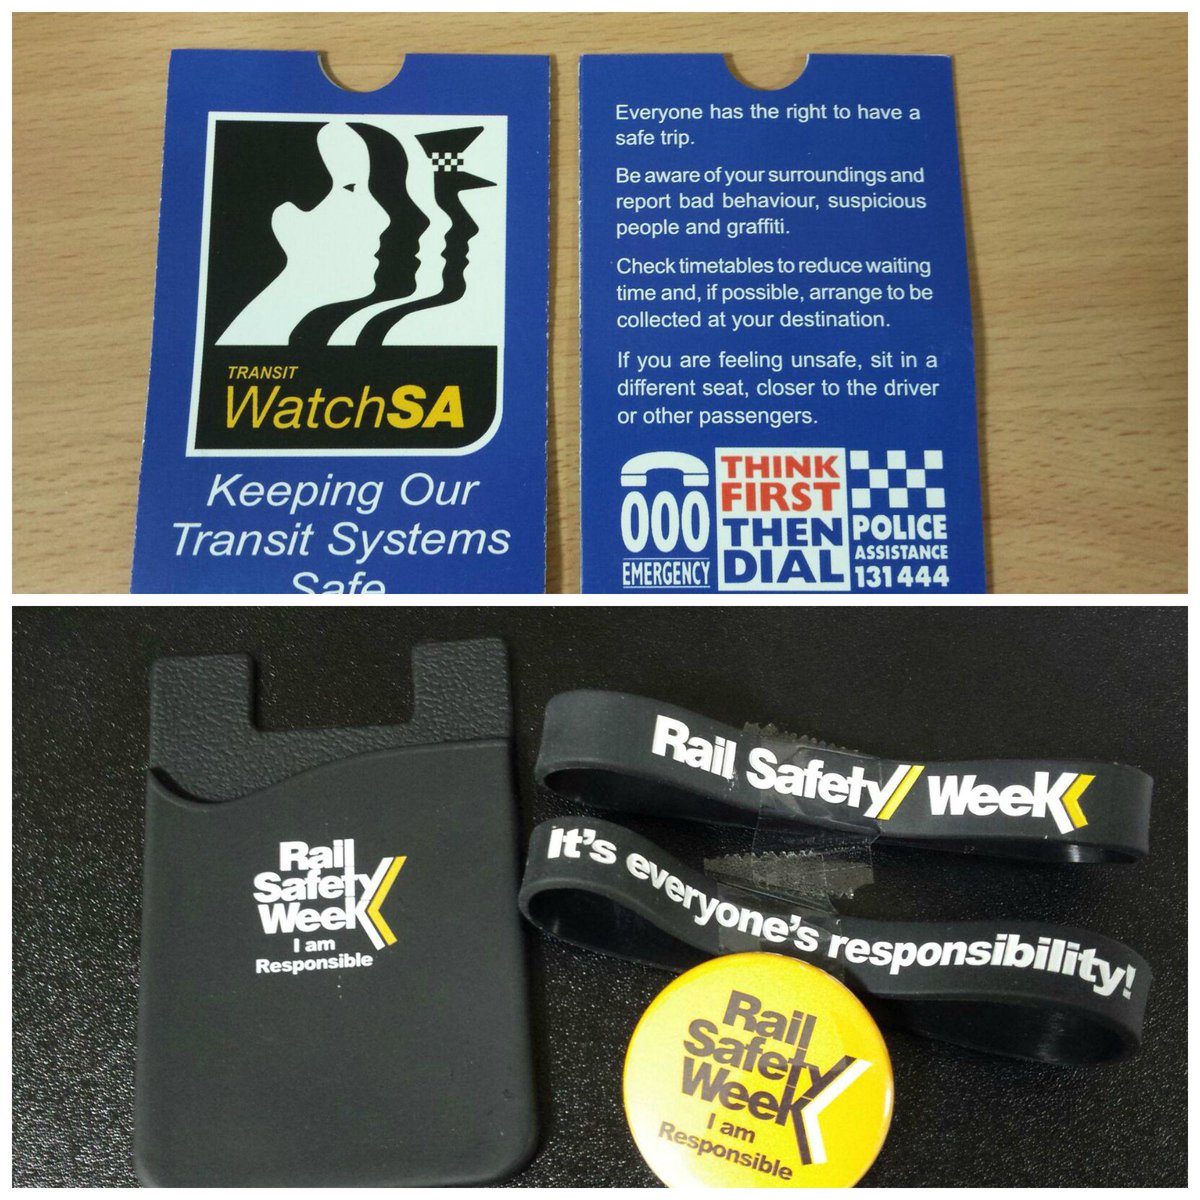 TRANSIT
WatchSA
Keeping Our
Transit Systems
Safe
Everyone has the right to have a
safe trip.
Be aware of your surroundings and
report bad behaviour, suspicious
people and graffiti.
Check timetables to reduce waiting
time and, if possible, arrange to be
collected at your destination.
If you are feeling unsafe, sit in a
different seat, closer to the driver
or other passengers.
000
EMERGENCY
THINK
FIRST
THEN
DIAL
POLICE
ASSISTANCE
131 444
Rail
Safety
Week
I am
Responsible
Rail Safety Week
It's everyone's responsibility!
Rail
Safety
Week
I am
Responsible